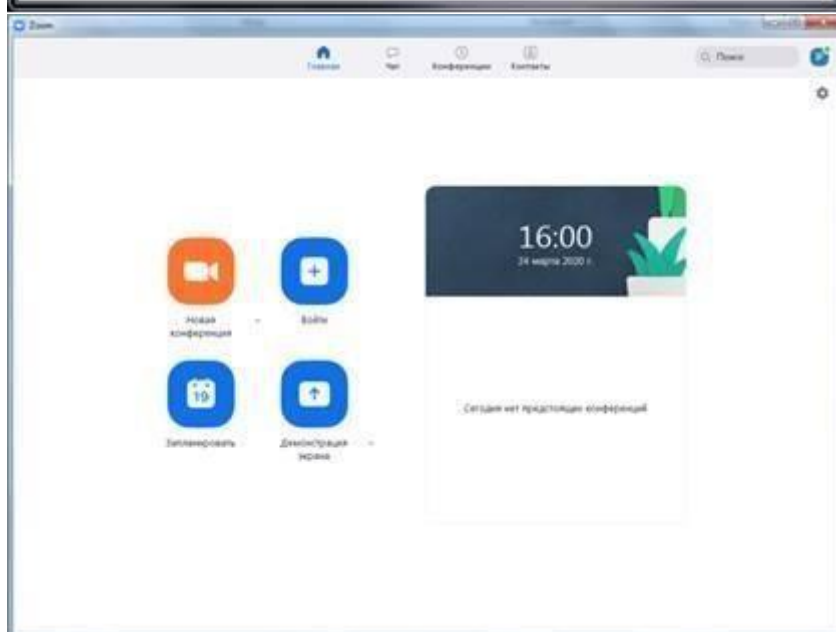 Zoom
Главная
Чат
Конференции
Контакты
Поиск
16:00
24 марта 2020 г.
Новая
конференция
Войти
19
Запланировать
Демонстрация
экрана
Сегодня нет предстоящих конференций